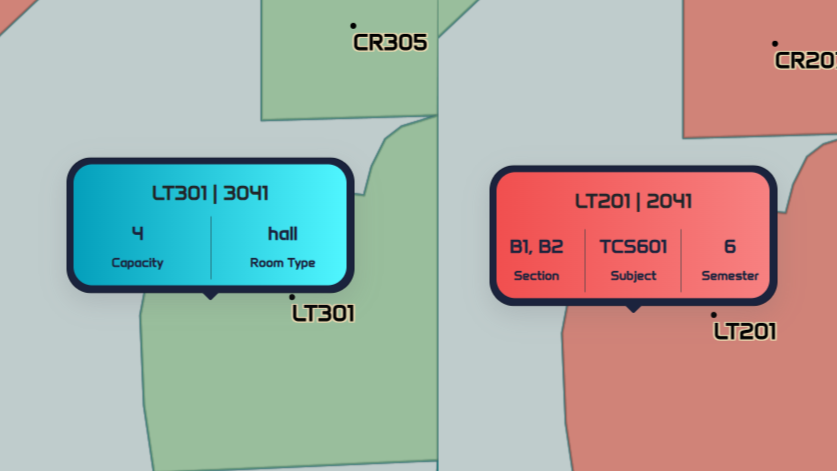 CR305
LT301 | 3041
4
hall
Capacity
Room Type
LT301
CR201
LT201 | 2041
B1, B2
TCS601
6
Section
Subject
Semester
LT201